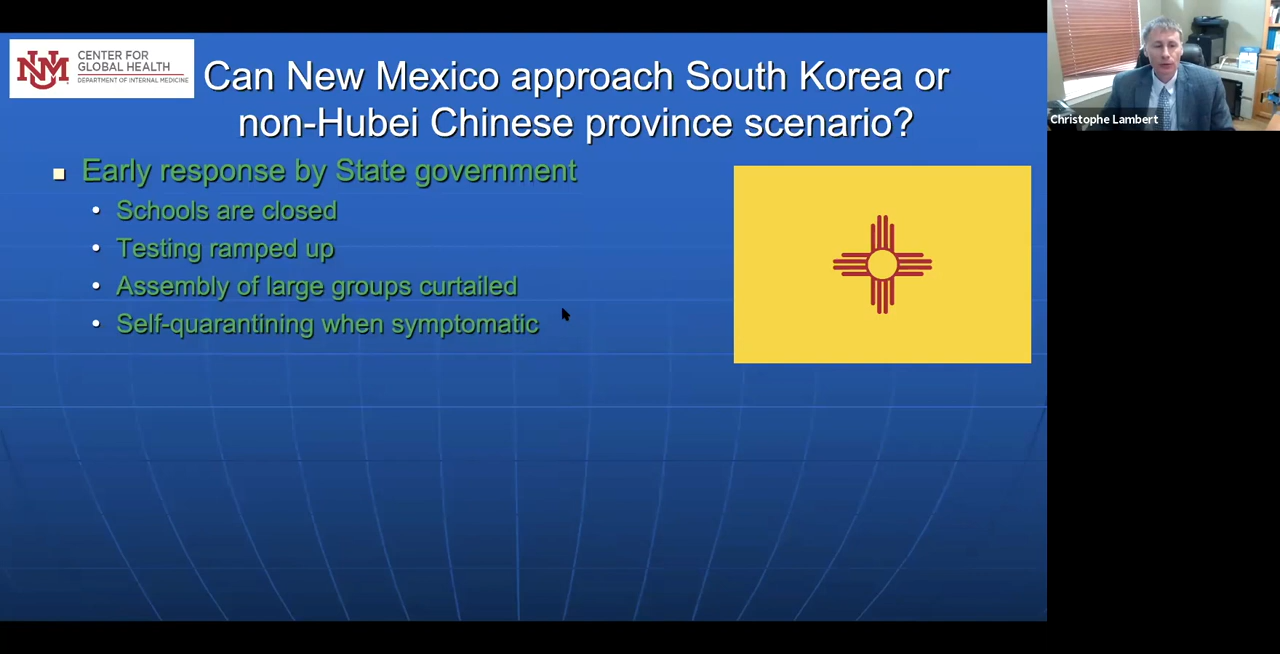 UNM
CENTER FOR
GLOBAL HEALTH
DEPARTMENT OF INTERNAL MEDICINE
Can New Mexico approach South Korea or
non-Hubei Chinese province scenario?
Early response by State government
Schools are closed
Testing ramped up
Assembly of large groups curtailed
Self-quarantining when symptomatic
Christophe Lambert